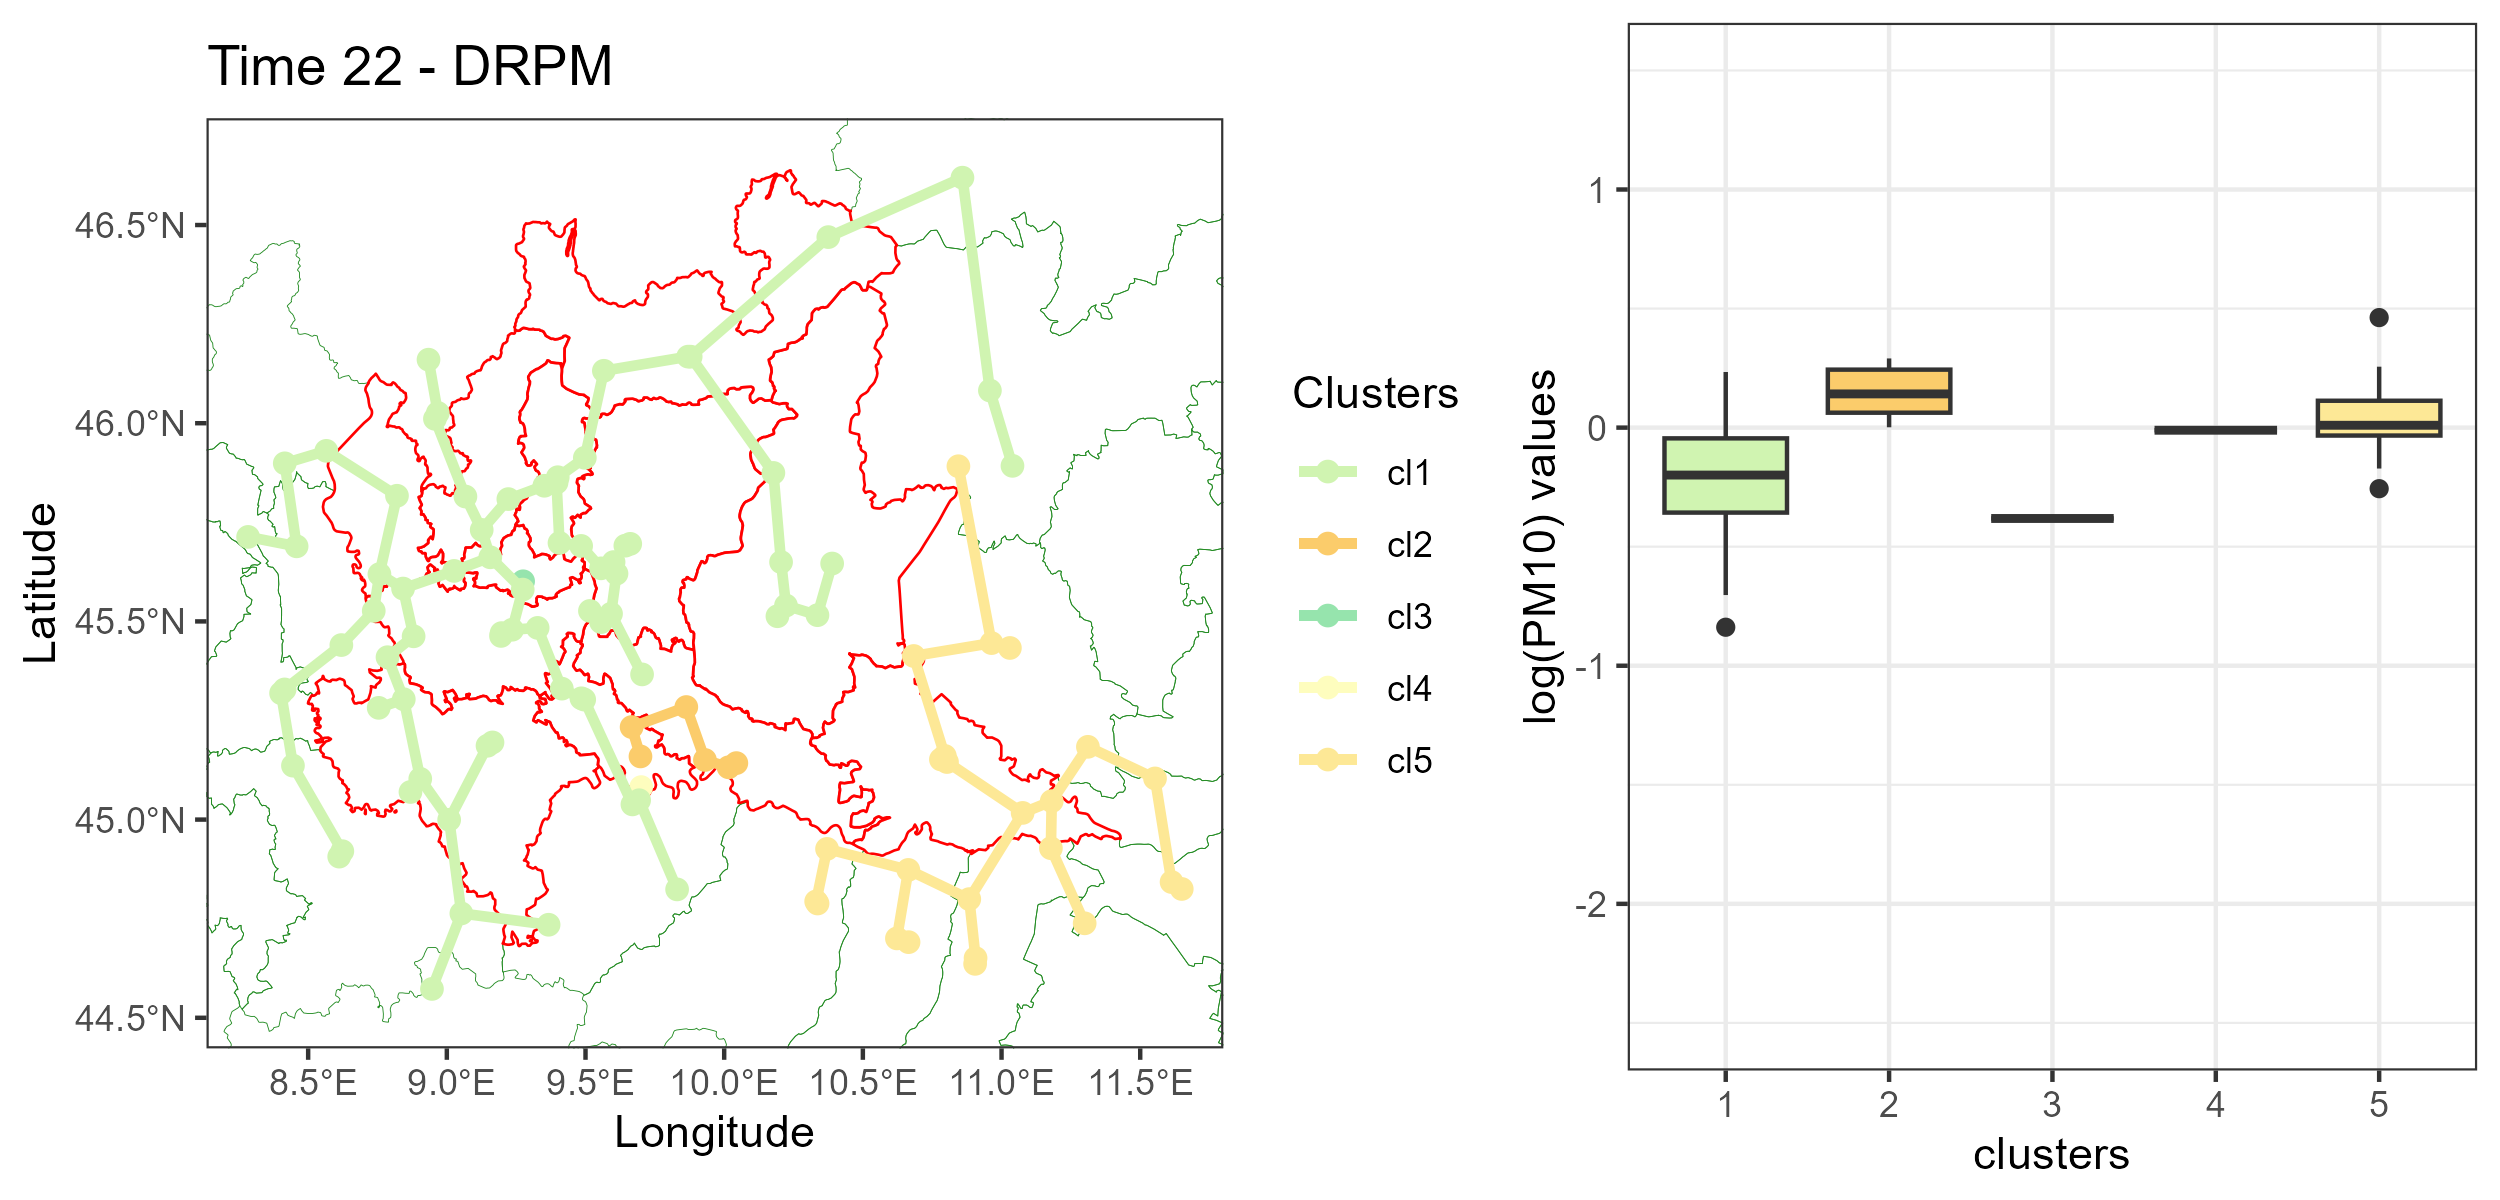 Time 22 - DRPM
46.5°N
46.0°N
45.5°N
45.0°N
44.5°N
Latitude
8.5°E 9.0°E 9.5°E 10.0°E 10.5°E 11.0°E 11.5°E
Longitude
Clusters
cl1
cl2
cl3
cl4
cl5
log(PM10) values
1
0
-1
-2
1 2 3 4 5
clusters